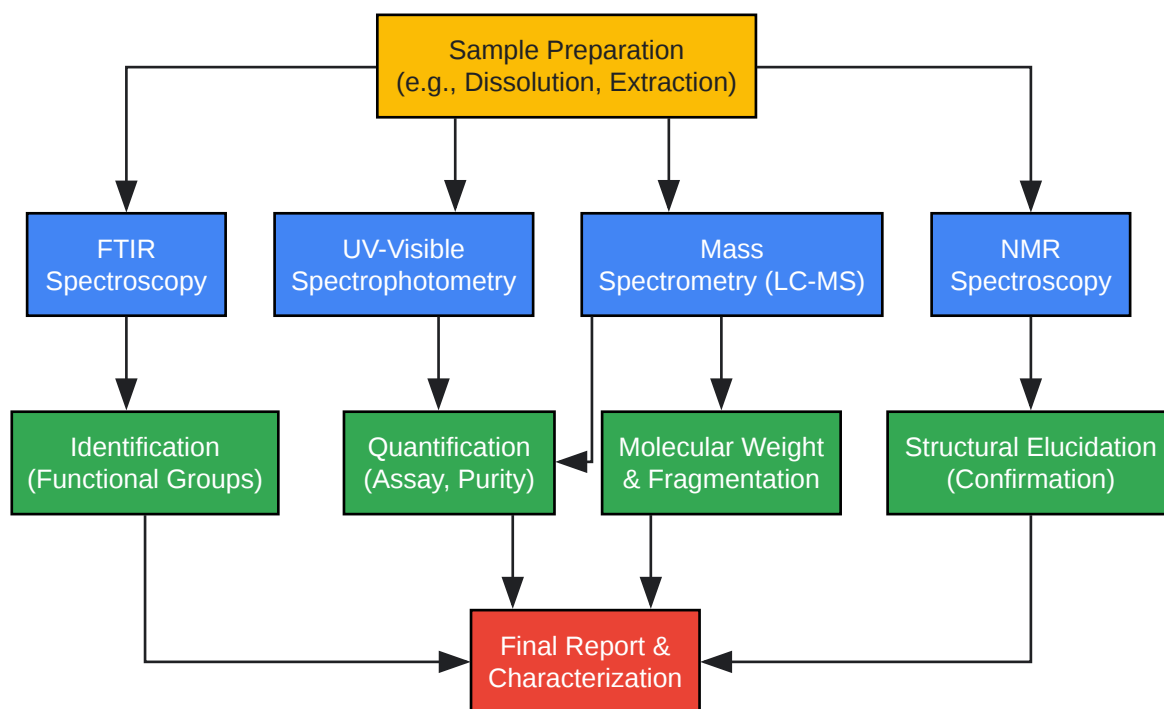 Sample Preparation
(e.g., Dissolution, Extraction)
FTIR
Spectroscopy
UV-Visible
Spectrophotometry
Mass
Spectrometry (LC-MS)
NMR
Spectroscopy
Identification
(Functional Groups)
Quantification
(Assay, Purity)
Molecular Weight
& Fragmentation
Structural Elucidation
(Confirmation)
Final Report &
Characterization